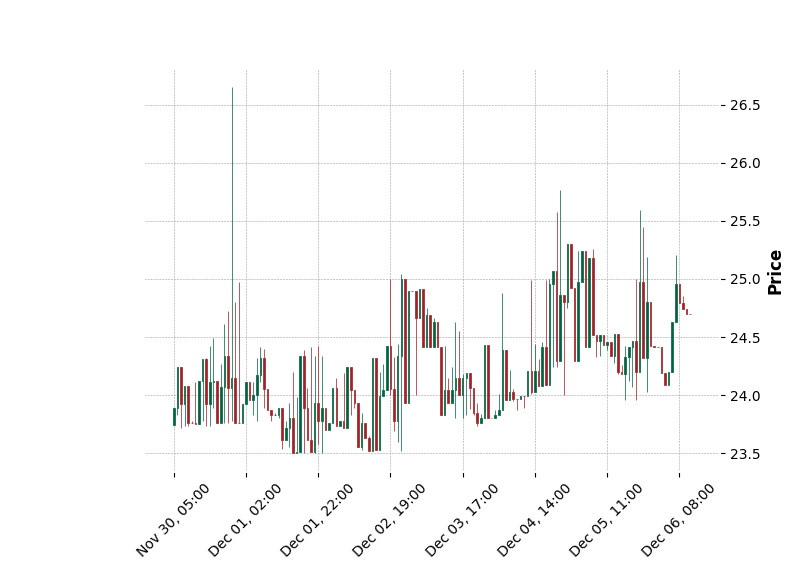 26.5
26.0
25.5
25.0
24.5
24.0
23.5
Price
Nov 30, 05:00
Dec 01, 02:00
Dec 01, 22:00
Dec 02, 19:00
Dec 03, 17:00
Dec 04, 14:00
Dec 05, 11:00
Dec 06, 08:00